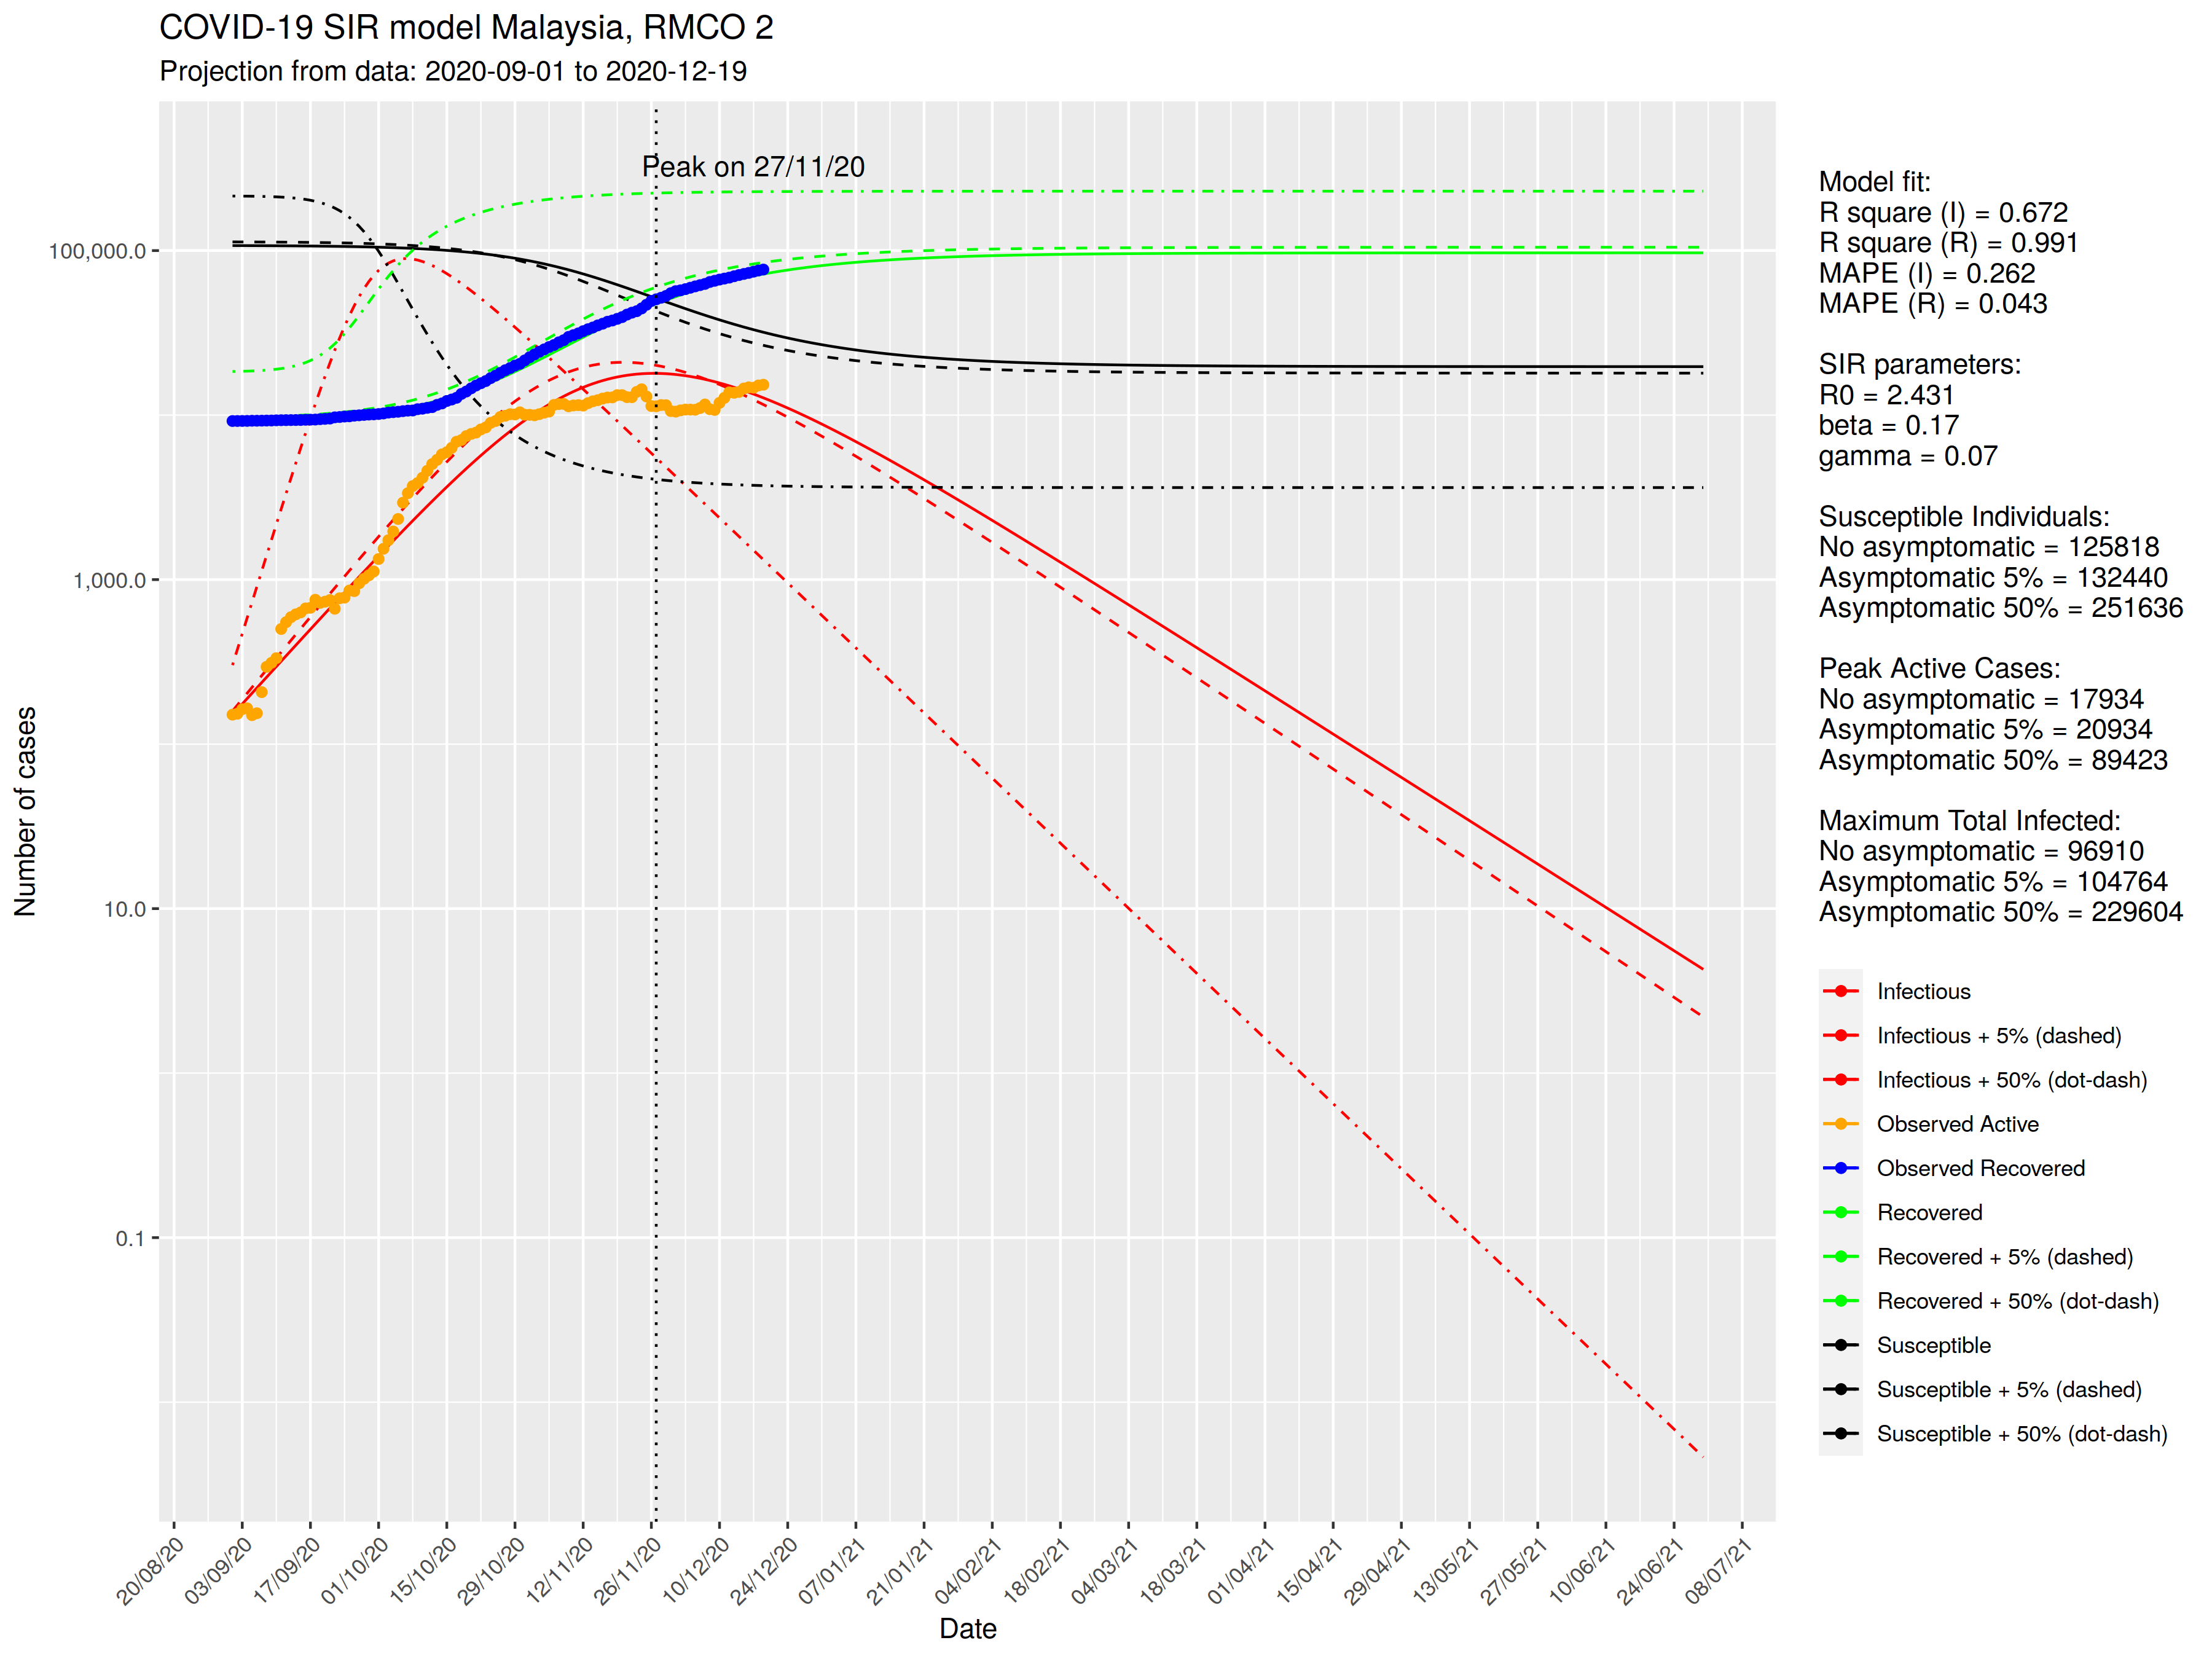 COVID-19 SIR model Malaysia, RMCO 2
Projection from data: 2020-09-01 to 2020-12-19
Peak on 27/11/20
100,000.0
1,000.0
10.0
0.1
Number of cases
20/08/20
03/09/20
17/09/20
01/10/20
15/10/20
29/10/20
12/11/20
26/11/20
10/12/20
24/12/20
07/01/21
21/01/21
04/02/21
18/02/21
04/03/21
18/03/21
01/04/21
15/04/21
29/04/21
13/05/21
27/05/21
10/06/21
24/06/21
08/07/21
Date
Model fit:
R square (I) = 0.672
R square (R) = 0.991
MAPE (I) = 0.262
MAPE (R) = 0.043
SIR parameters:
R0 = 2.431
beta = 0.17
gamma = 0.07
Susceptible Individuals:
No asymptomatic = 125818
Asymptomatic 5% = 132440
Asymptomatic 50% = 251636
Peak Active Cases:
No asymptomatic = 17934
Asymptomatic 5% = 20934
Asymptomatic 50% = 89423
Maximum Total Infected:
No asymptomatic = 96910
Asymptomatic 5% = 104764
Asymptomatic 50% = 229604
Infectious
Infectious + 5% (dashed)
Infectious + 50% (dot-dash)
Observed Active
Observed Recovered
Recovered
Recovered + 5% (dashed)
Recovered + 50% (dot-dash)
Susceptible
Susceptible + 5% (dashed)
Susceptible + 50% (dot-dash)